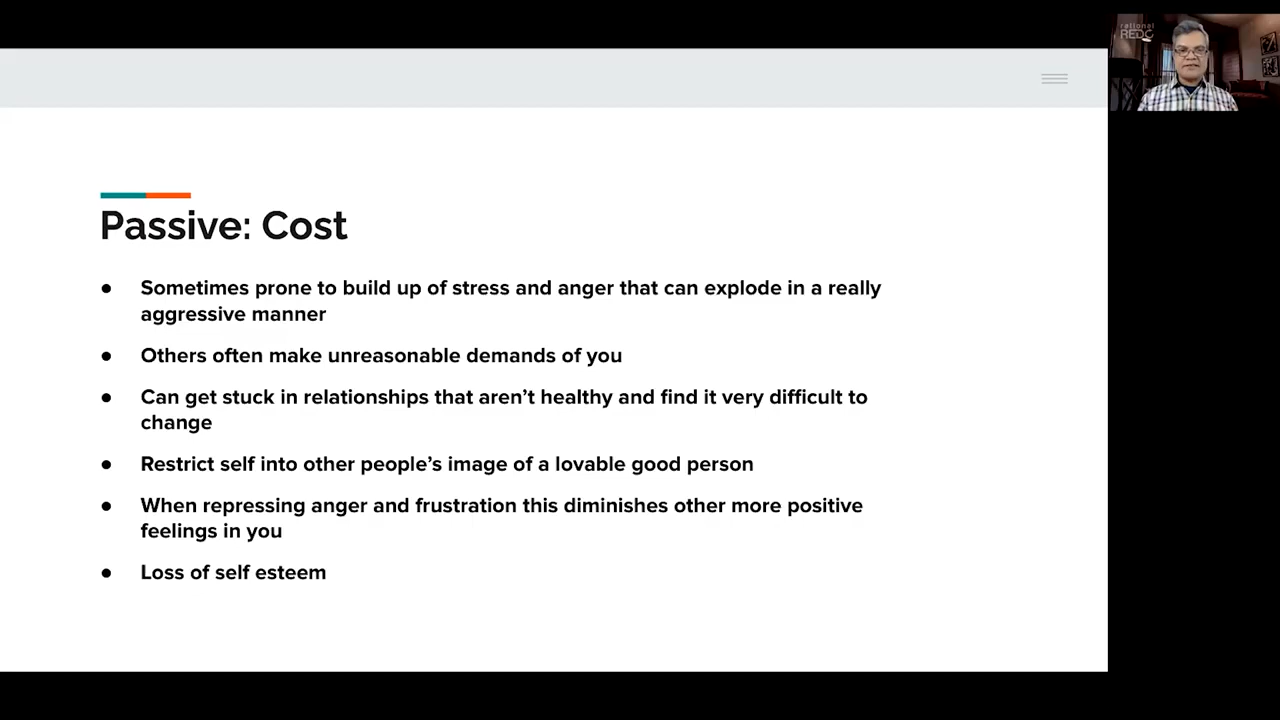 rational
REDC
Passive: Cost
● Sometimes prone to build up of stress and anger that can explode in a really
aggressive manner
● Others often make unreasonable demands of you
● Can get stuck in relationships that aren’t healthy and find it very difficult to
change
● Restrict self into other people’s image of a lovable good person
● When repressing anger and frustration this diminishes other more positive
feelings in you
● Loss of self esteem